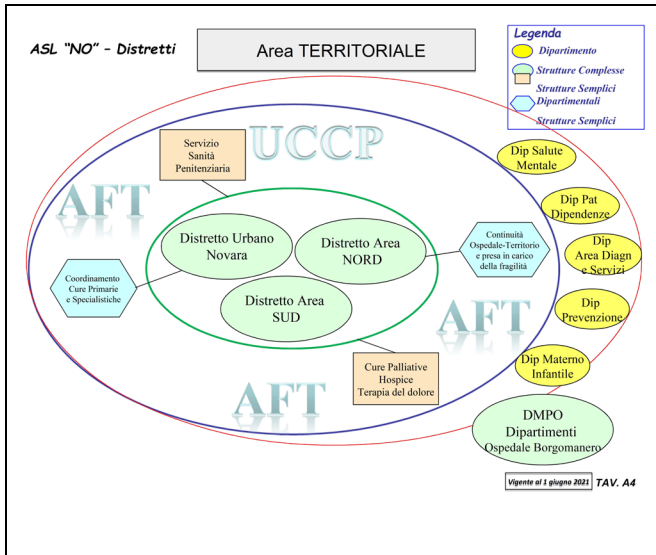 ASL “NO” – Distretti
Area TERRITORIALE
Legenda
Dipartimento
Strutture Complesse
Strutture Semplici
Dipartimentali
Strutture Semplici
UCCP
Servizio
Sanità
Penitenziaria
AFT
Dip Salute
Mentale
Dip Pat
Dipendenze
Distretto Urbano
Novara
Distretto Area
NORD
Continuità
Ospedale-Territorio
e presa in carico
della fragilità
Dip
Area Diagn
e Servizi
Coordinamento
Cure Primarie
e Specialistiche
Distretto Area
SUD
AFT
Dip
Prevenzione
Dip Materno
Infantile
Cure Palliative
Hospice
Terapia del dolore
AFT
DMPO
Dipartimenti
Ospedale Borgomanero
Vigente al 1 giugno 2021 TAV. A4